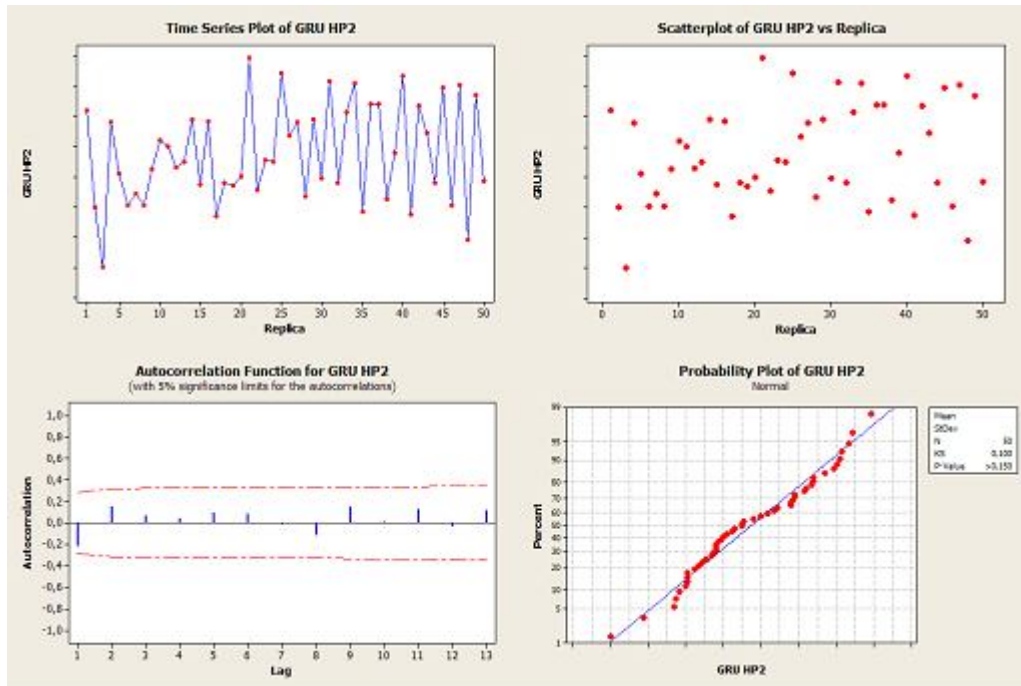 Time Series Plot of GRU HP2
GRU HP2
1 5 10 15 20 25 30 35 40 45 50
Replica
Scatterplot of GRU HP2 vs Replica
GRU HP2
0 10 20 30 40 50
Replica
Autocorrelation Function for GRU HP2
(with 5% significance limits for the autocorrelations)
Autocorrelation
1,0
0,8
0,6
0,4
0,2
0,0
-0,2
-0,4
-0,6
-0,8
-1,0
1 2 3 4 5 6 7 8 9 10 11 12 13
Lag
Probability Plot of GRU HP2
Normal
Percent
99
95
90
80
70
60
50
40
30
20
10
5
1
GRU HP2
Mean
StDev
N 50
KS 0,100
P-Value >0,150